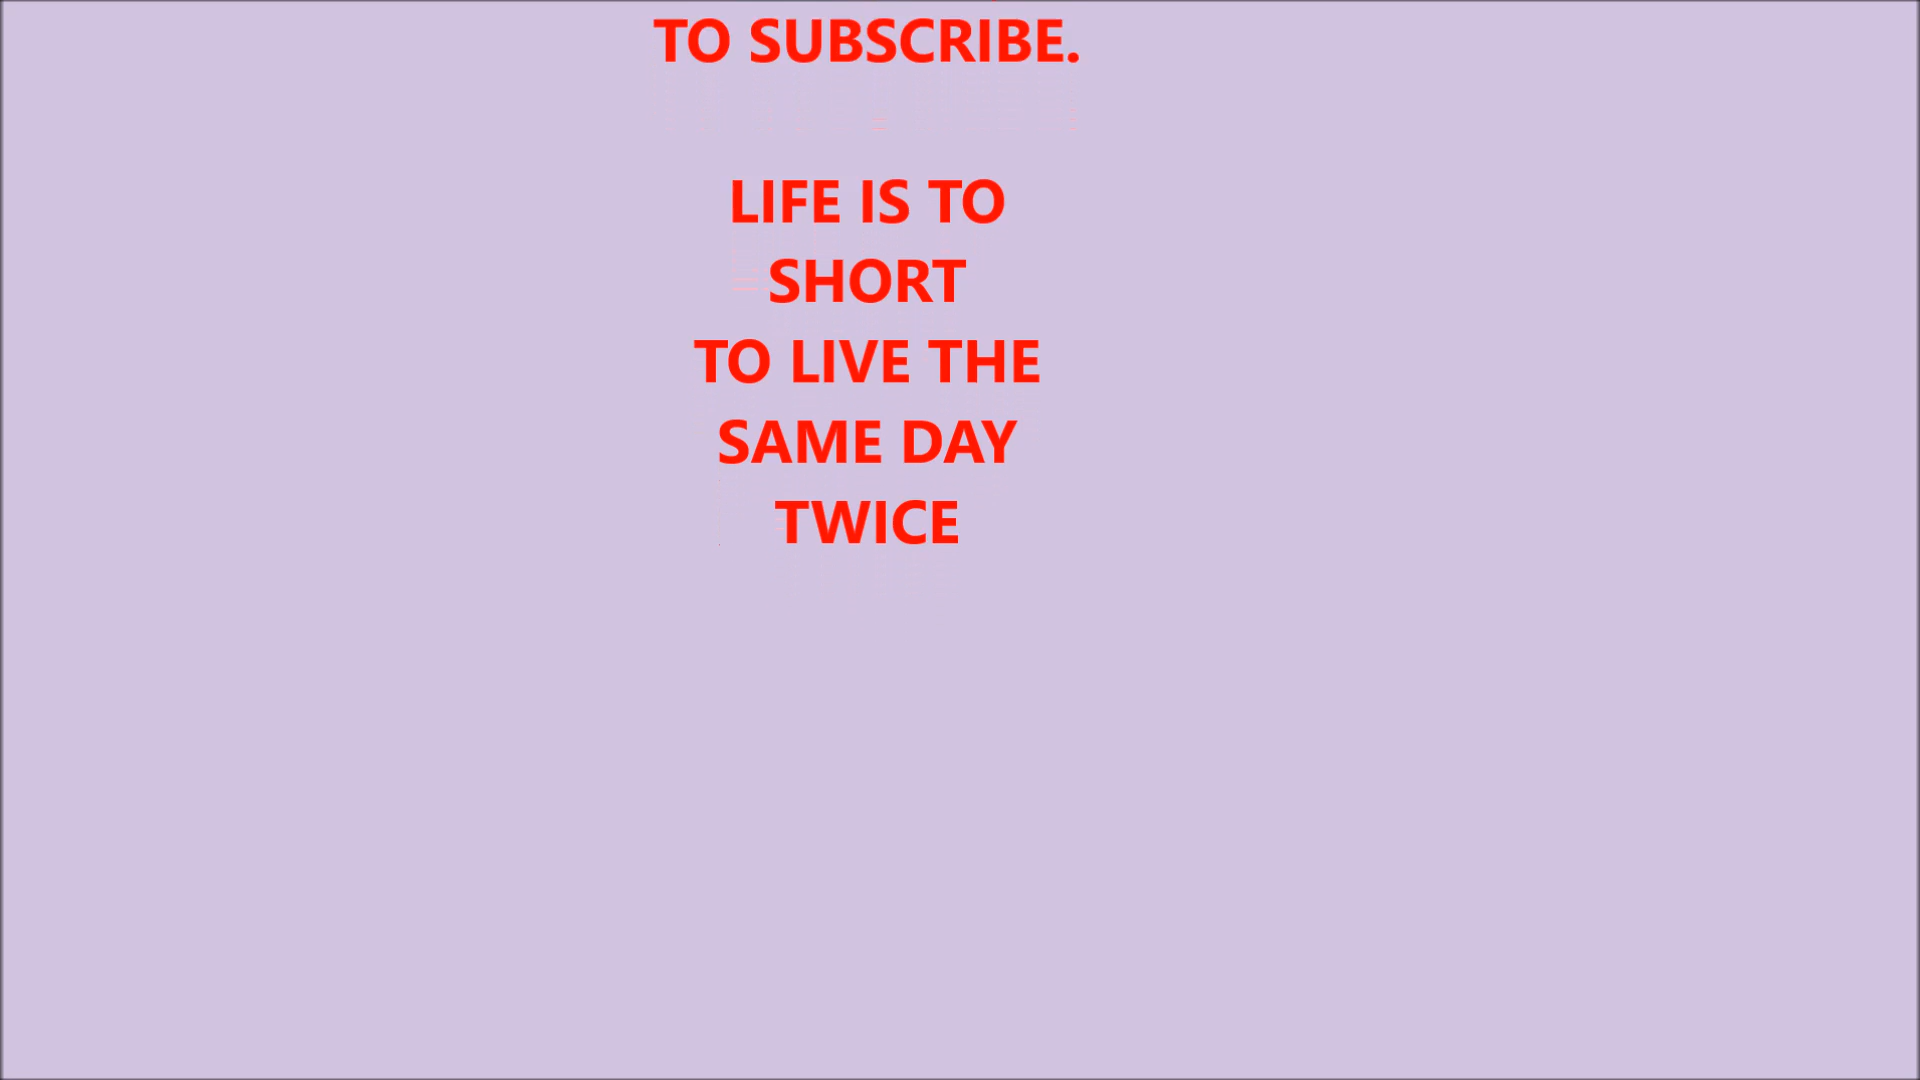 TO SUBSCRIBE.
LIFE IS TO
SHORT
TO LIVE THE
SAME DAY
TWICE